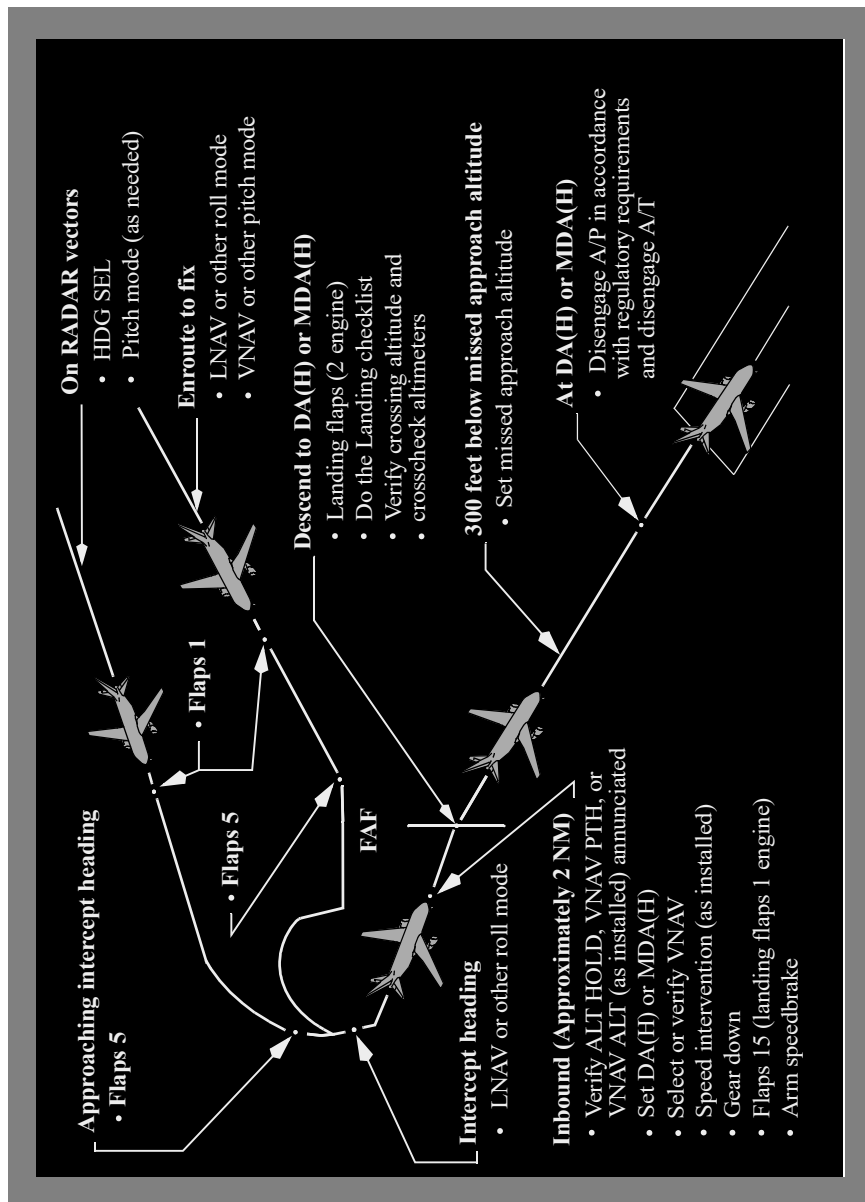 On RADAR vectors
• HDG SEL
• Pitch mode (as needed)
Enroute to fix
• LNAV or other roll mode
• VNAV or other pitch mode
Approaching intercept heading
• Flaps 5
• Flaps 1
• Flaps 5
FAF
Descend to DA(H) or MDA(H)
• Landing flaps (2 engine)
• Do the Landing checklist
• Verify crossing altitude and
• crosscheck altimeters
Intercept heading
• LNAV or other roll mode
300 feet below missed approach altitude
• Set missed approach altitude
Inbound (Approximately 2 NM)
• Verify ALT HOLD, VNAV PTH, or
VNAV ALT (as installed) annunciated
• Set DA(H) or MDA(H)
• Select or verify VNAV
• Speed intervention (as installed)
• Gear down
• Flaps 15 (landing flaps 1 engine)
• Arm speedbrake
At DA(H) or MDA(H)
• Disengage A/P in accordance
with regulatory requirements
and disengage A/T